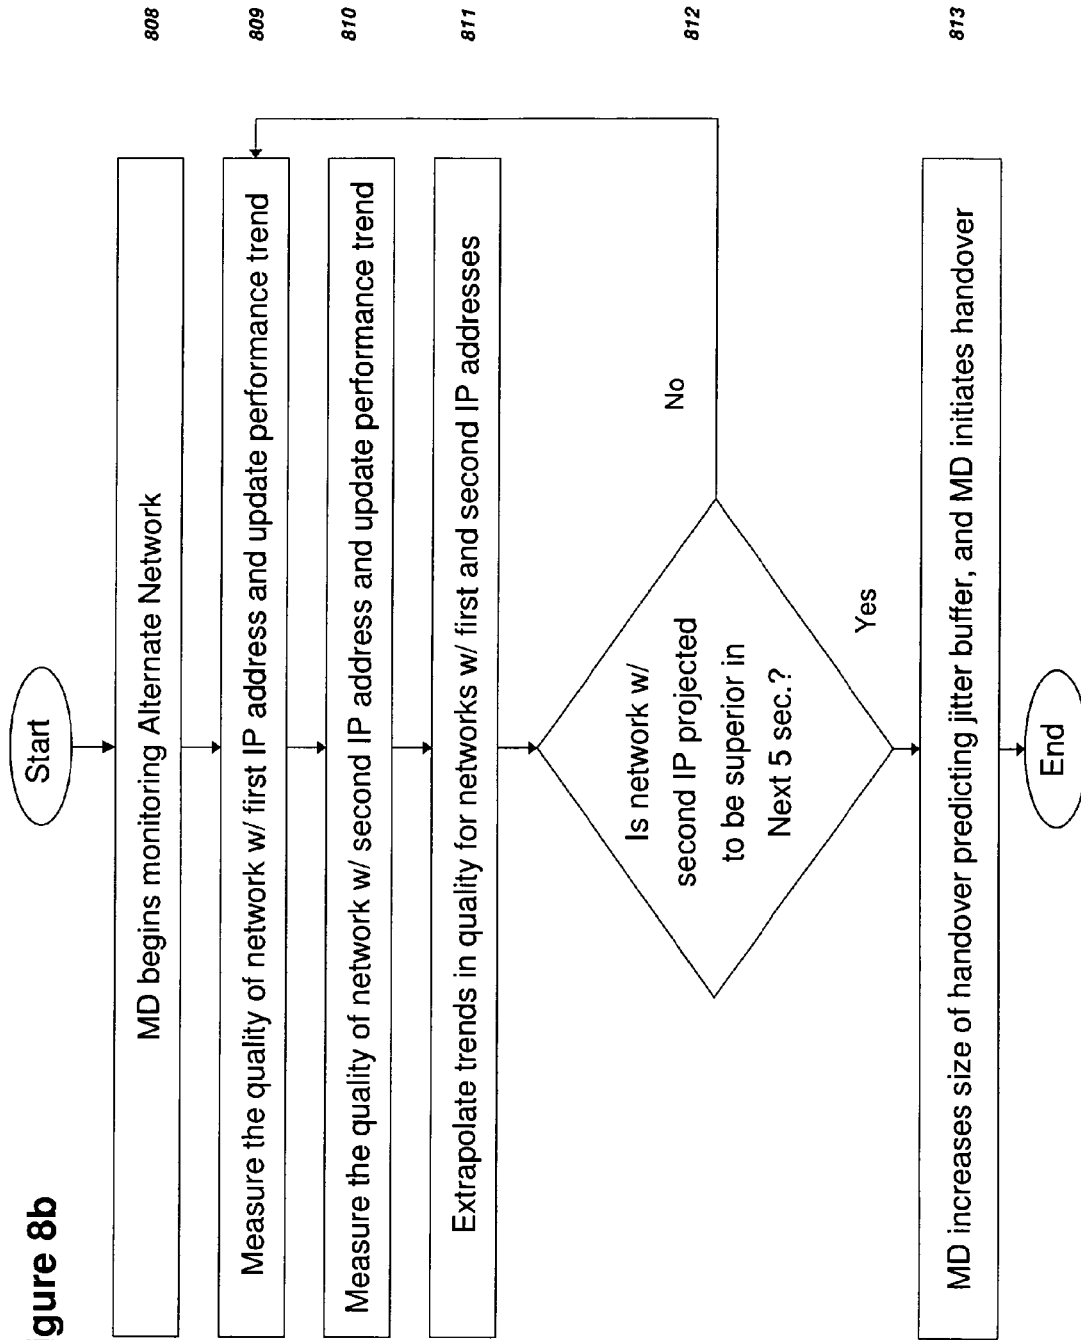 igure 8b
Start
MD begins monitoring Alternate Network
808
Measure the quality of network w/ first IP address and update performance trend
809
Measure the quality of network w/ second IP address and update performance trend
810
Extrapolate trends in quality for networks w/ first and second IP addresses
811
Is network w/
second IP projected
to be superior in
Next 5 sec.?
812
No
Yes
MD increases size of handover predicting jitter buffer, and MD initiates handover
813
End